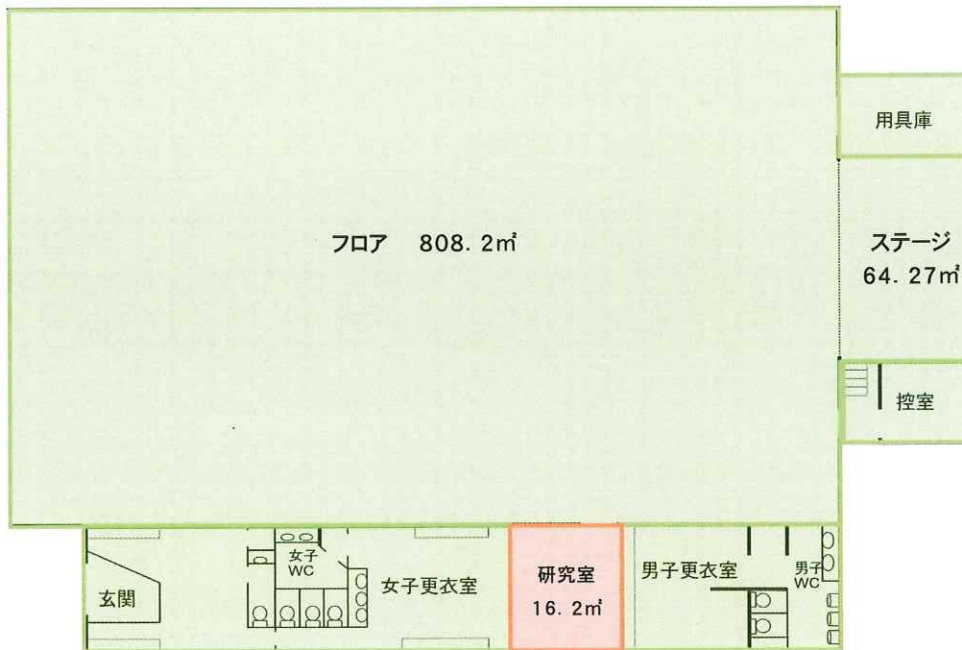 用具庫
フロア 808. 2㎡
ステージ
64. 27㎡
控室
玄関
女子
WC
女子更衣室
研究室
16. 2㎡
男子更衣室
男子
WC